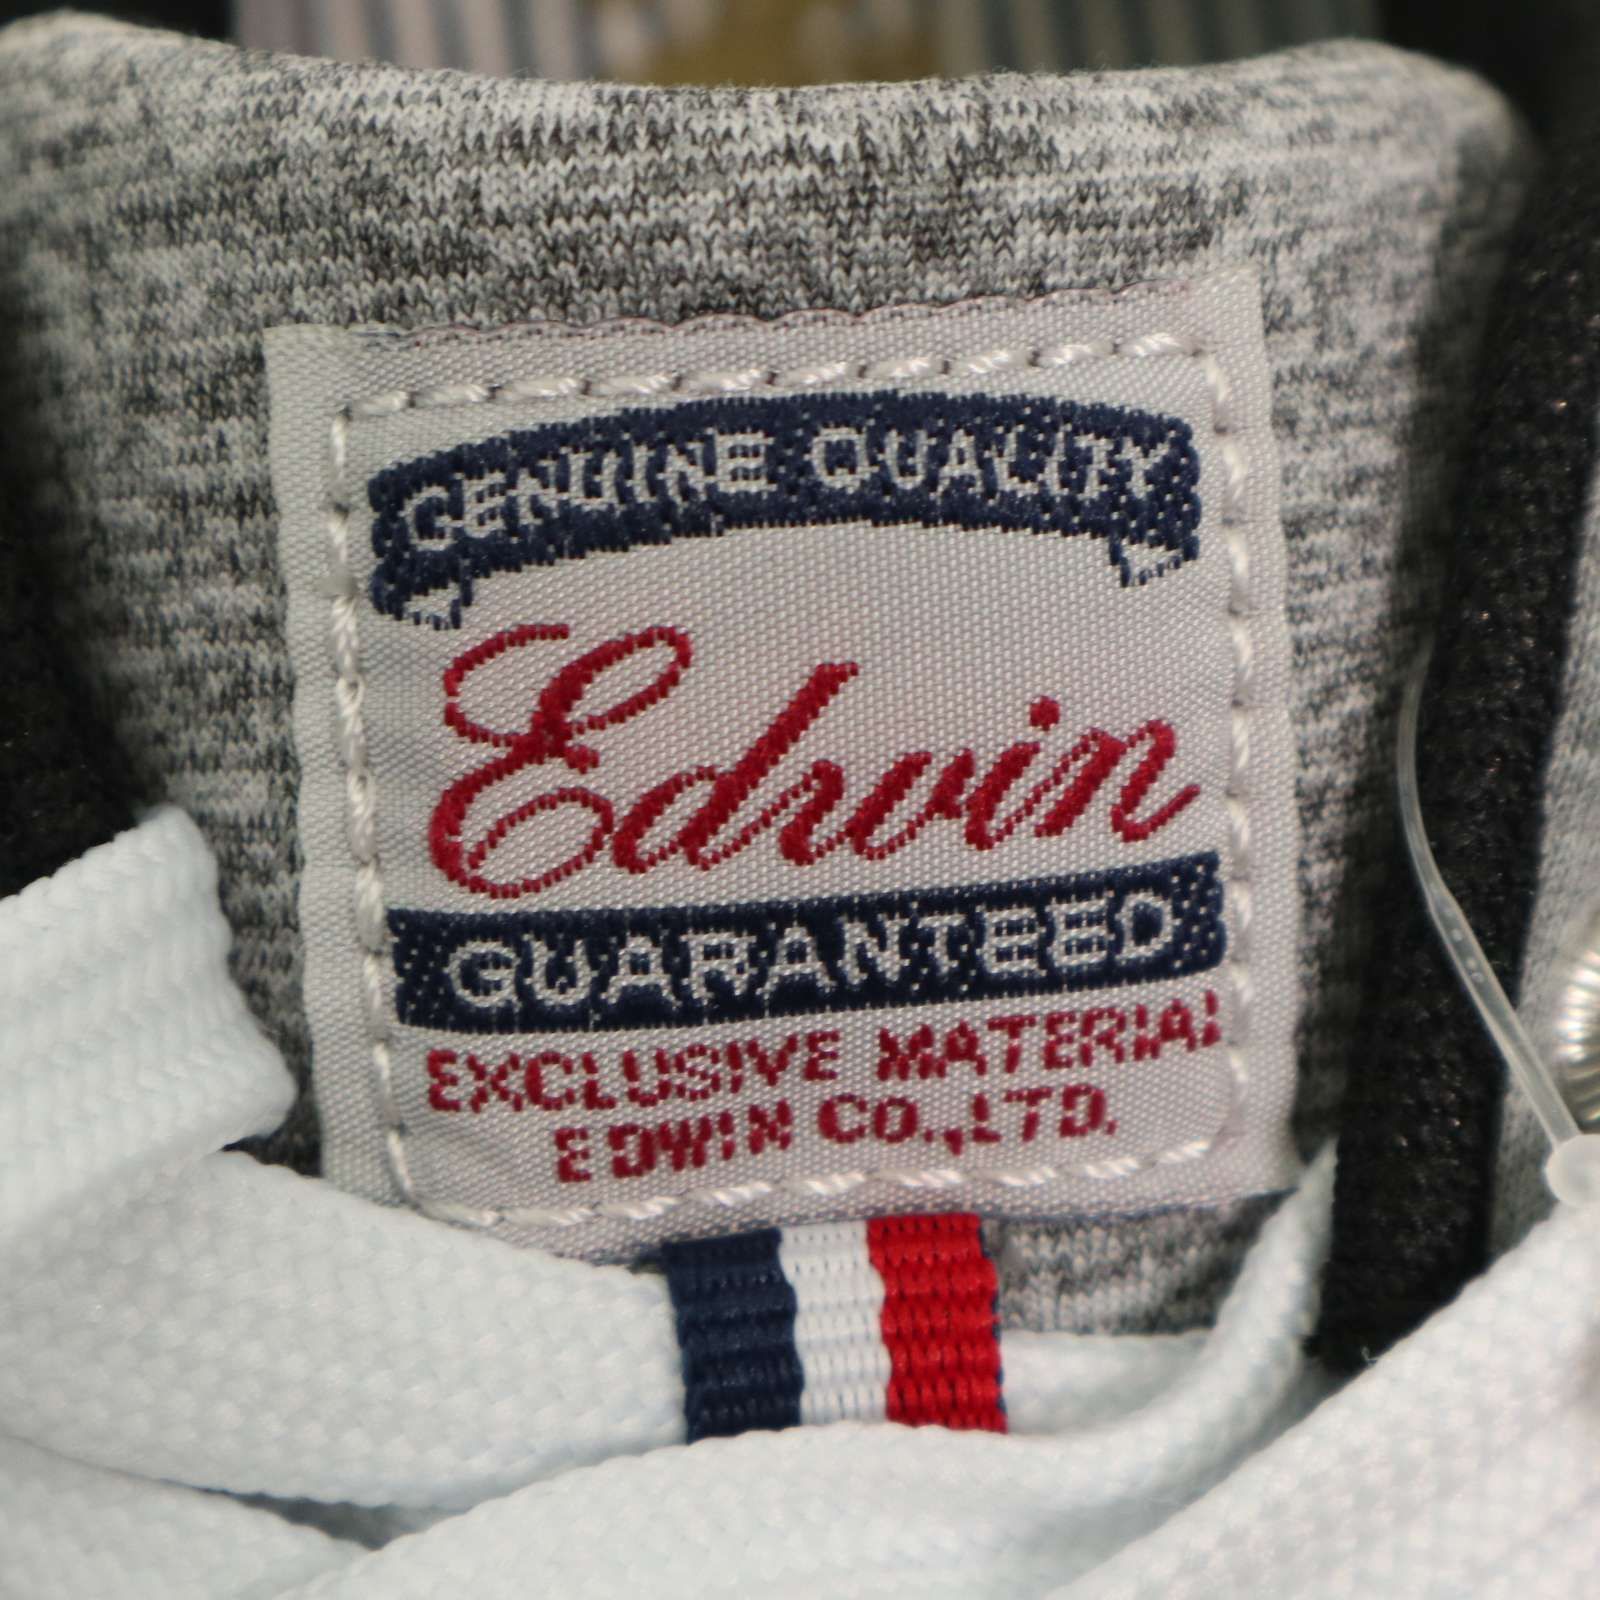 GENUINE QUALITY
Edwin
GUARANTEED
EXCLUSIVE MATERIAL
EDWIN CO.,LTD.